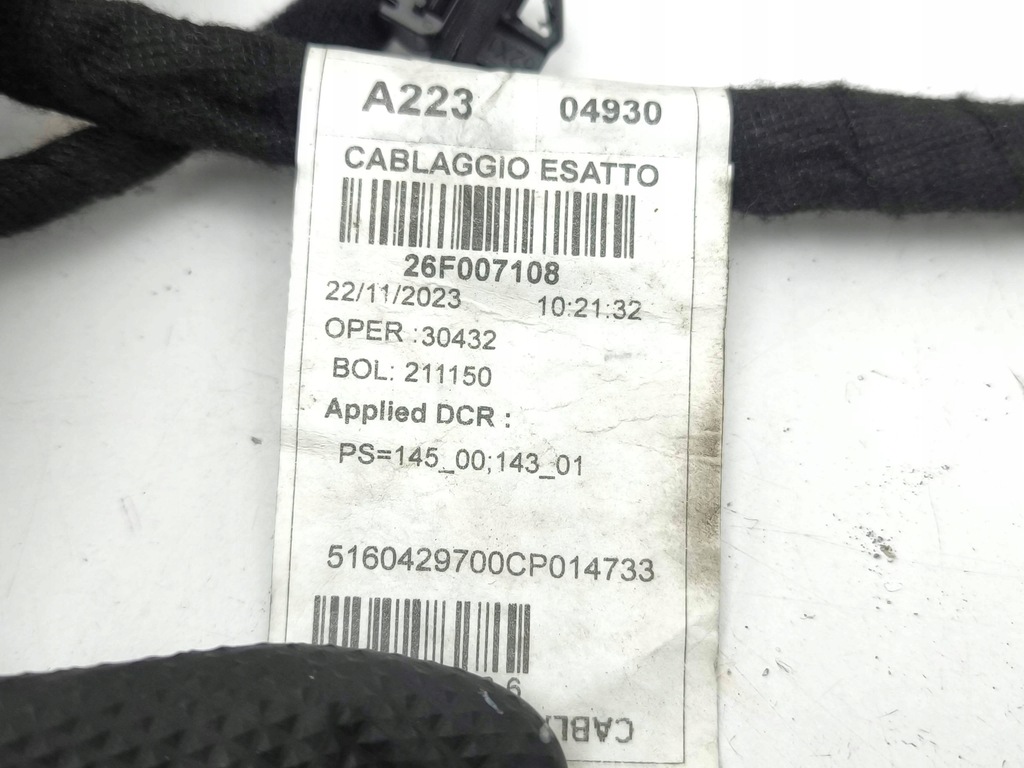 A223 04930
CABLAGGIO ESATTO
26F007108
22/11/2023 10:21:32
OPER :30432
BOL: 211150
Applied DCR :
PS=145_00;143_01
5160429700CP014733